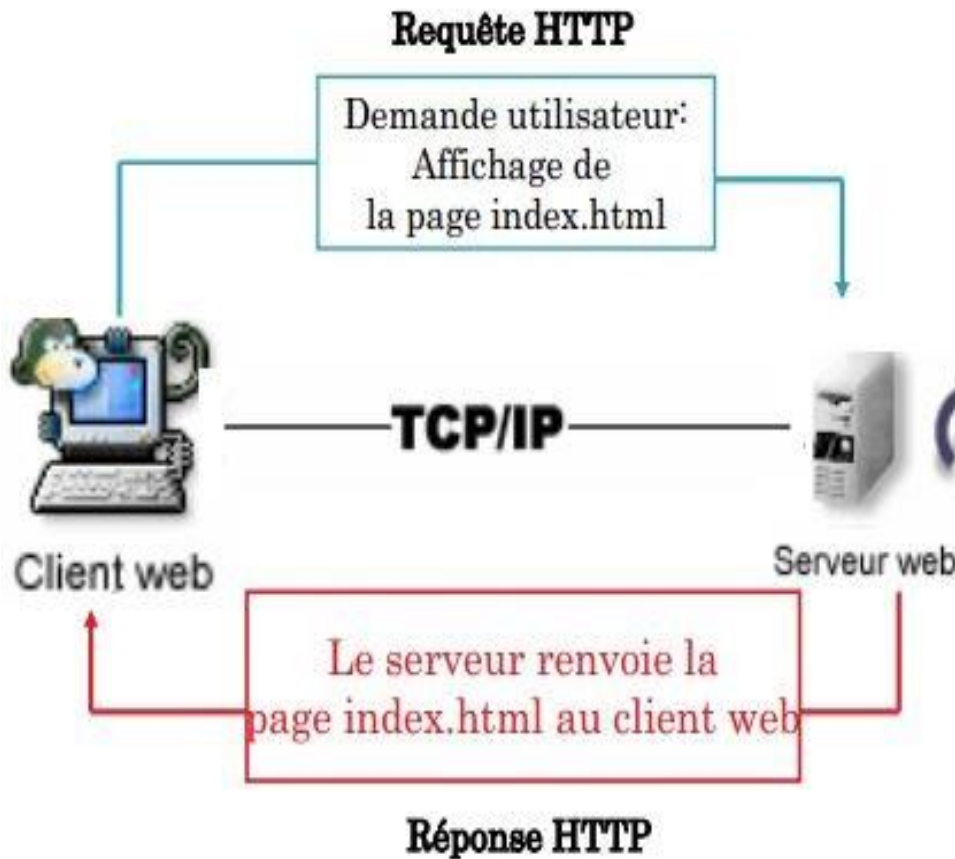 Requête HTTP
Demande utilisateur:
Affichage de
la page index.html
TCP/IP
Client web
Serveur web
Le serveur renvoie la
page index.html au client web
Réponse HTTP